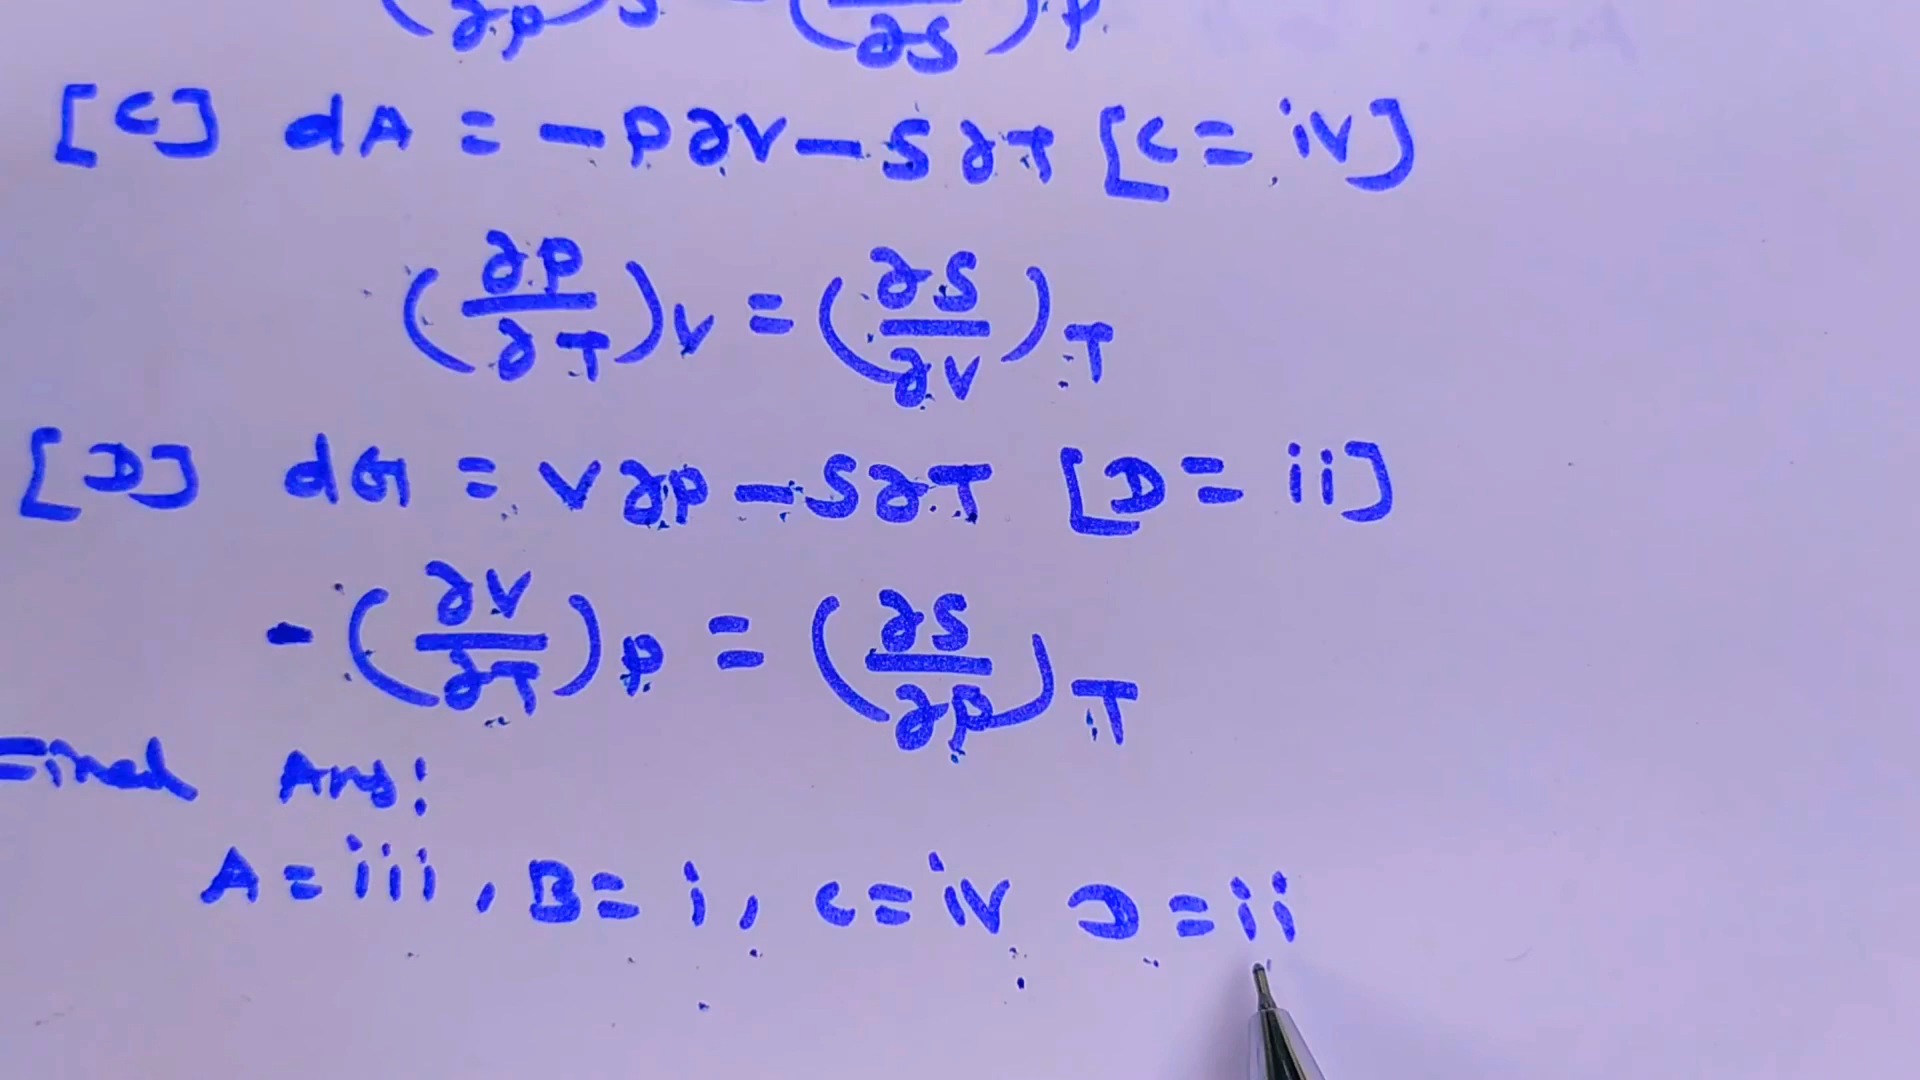 (∂/∂p)s = (∂/∂S)p
[C] dA = -P∂V - S∂T [C = iv]
(∂P/∂T)V = (∂S/∂V)T
[D] dG = V∂P - S∂T [D = ii]
-(∂V/∂T)P = (∂S/∂P)T
Final Ans:
A = iii, B = i, C = iv D = ii